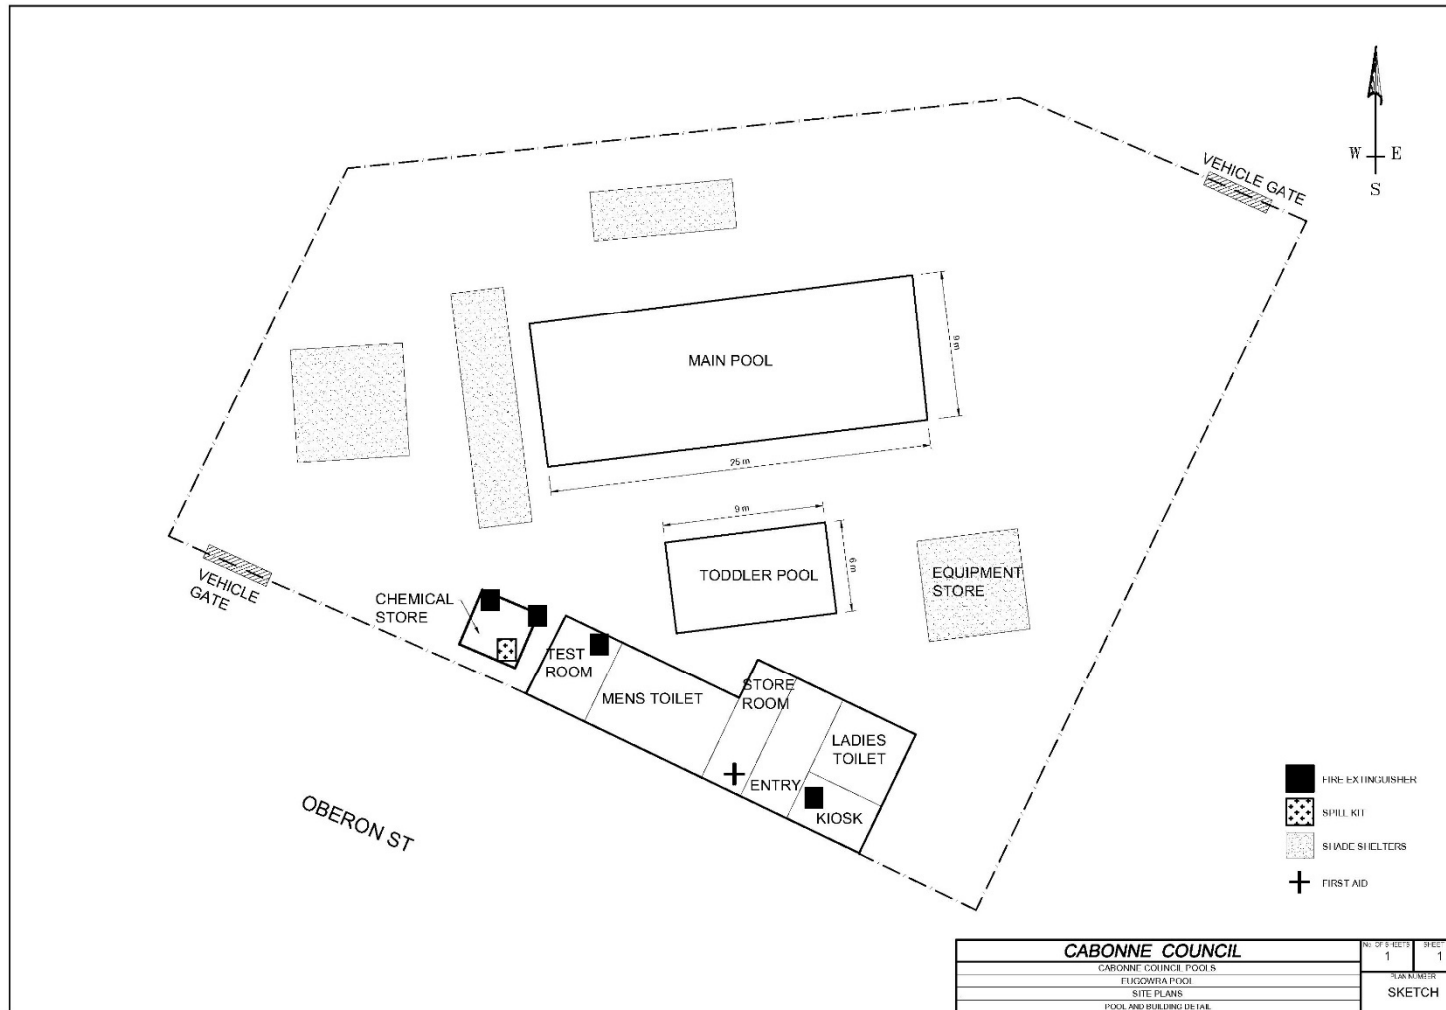 W E
S
VEHICLE GATE
MAIN POOL
9 m
25 m
9 m
6 m
TODDLER POOL
EQUIPMENT
STORE
VEHICLE
GATE
CHEMICAL
STORE
TEST
ROOM
MENS TOILET
STORE
ROOM
LADIES
TOILET
ENTRY
KIOSK
OBERON ST
FIRE EXTINGUISHER
SPILL KIT
SHADE SHELTERS
FIRST AID
CABONNE COUNCIL
CABONNE COUNCIL POOLS
EUGOWRA POOL
SITE PLANS
POOL AND BUILDING DETAIL
No. OF SHEETS
1
SHEET
1
PLAN NUMBER
SKETCH